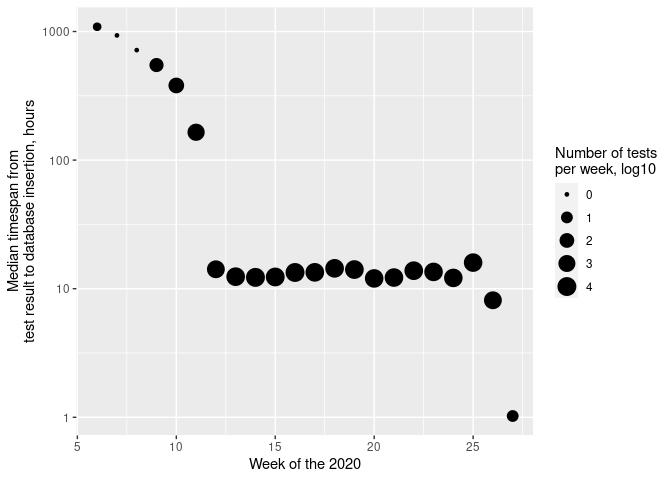 Median timespan from
test result to database insertion, hours
1000
100
10
1
5
10
15
20
25
Week of the 2020
Number of tests
per week, log10
0
1
2
3
4